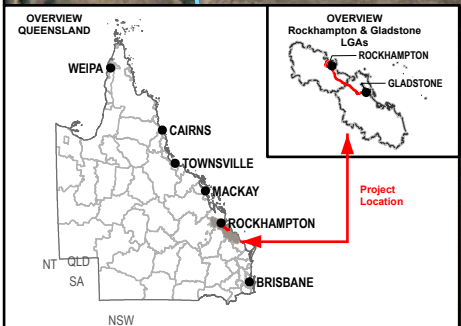 OVERVIEW
QUEENSLAND
WEIPA
CAIRNS
TOWNSVILLE
MACKAY
ROCKHAMPTON
BRISBANE
NT
QLD
SA
NSW
OVERVIEW
Rockhampton & Gladstone
LGAs
ROCKHAMPTON
GLADSTONE
Project
Location